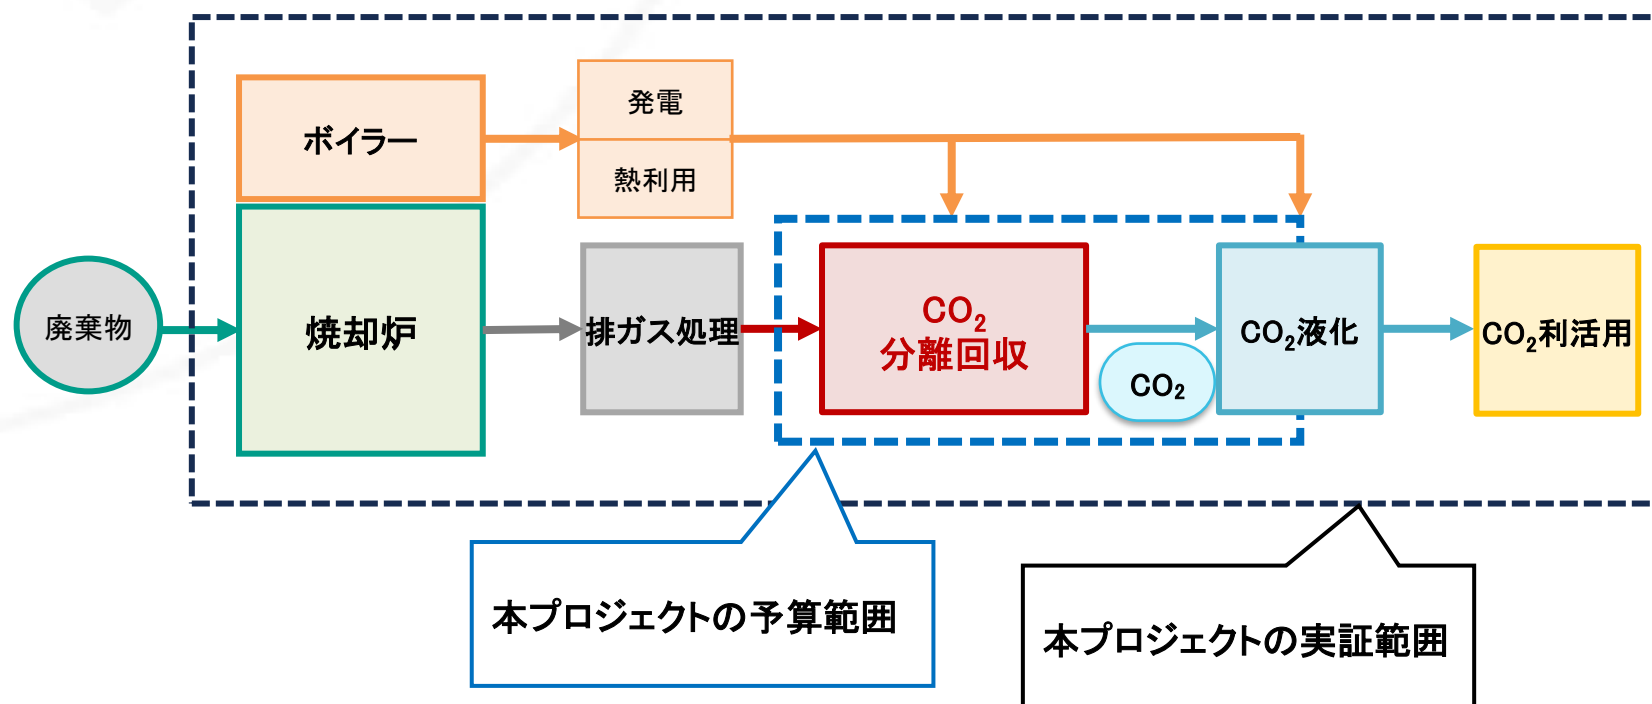 ボイラー
発電
熱利用
廃棄物
焼却炉
排ガス処理
CO₂
分離回収
CO₂
CO₂液化
CO₂利活用
本プロジェクトの予算範囲
本プロジェクトの実証範囲